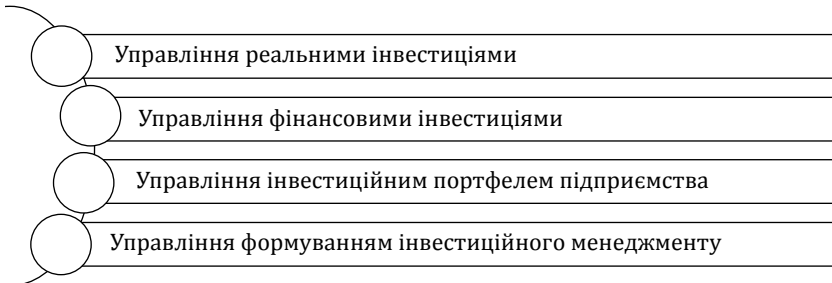 Управління реальними інвестиціями
Управління фінансовими інвестиціями
Управління інвестиційним портфелем підприємства
Управління формуванням інвестиційного менеджменту